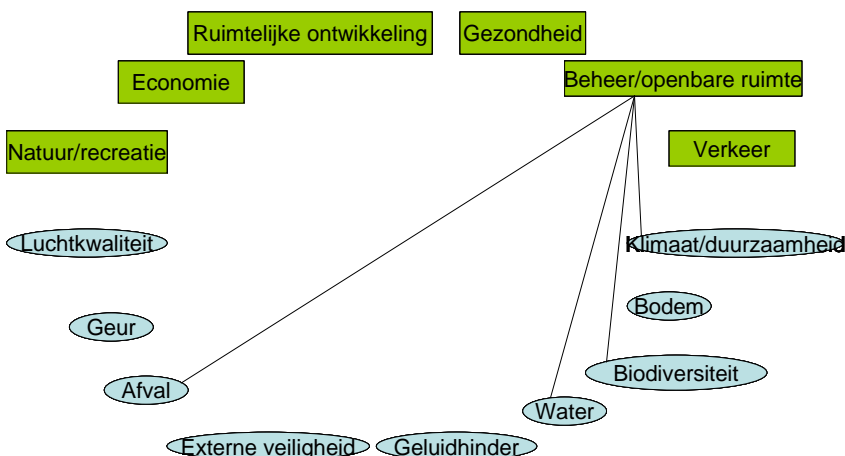 Ruimtelijke ontwikkeling
Gezondheid
Economie
Beheer/openbare ruimte
Natuur/recreatie
Verkeer
Luchtkwaliteit
Klimaat/duurzaamheid
Geur
Bodem
Afval
Biodiversiteit
Water
Externe veiligheid
Geluidhinder